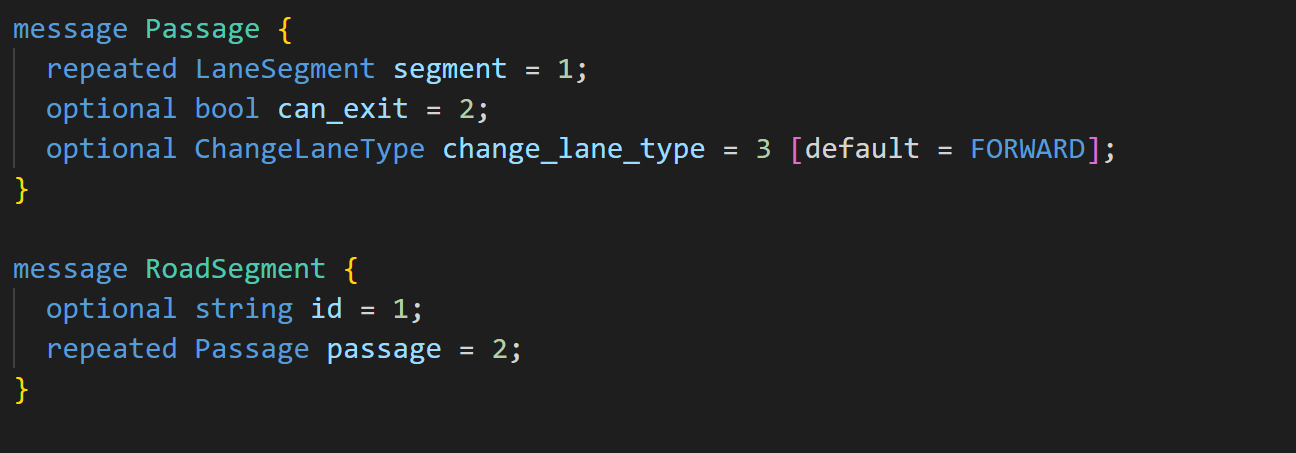 message Passage {
  repeated LaneSegment segment = 1;
  optional bool can_exit = 2;
  optional ChangeLaneType change_lane_type = 3 [default = FORWARD];
}

message RoadSegment {
  optional string id = 1;
  repeated Passage passage = 2;
}